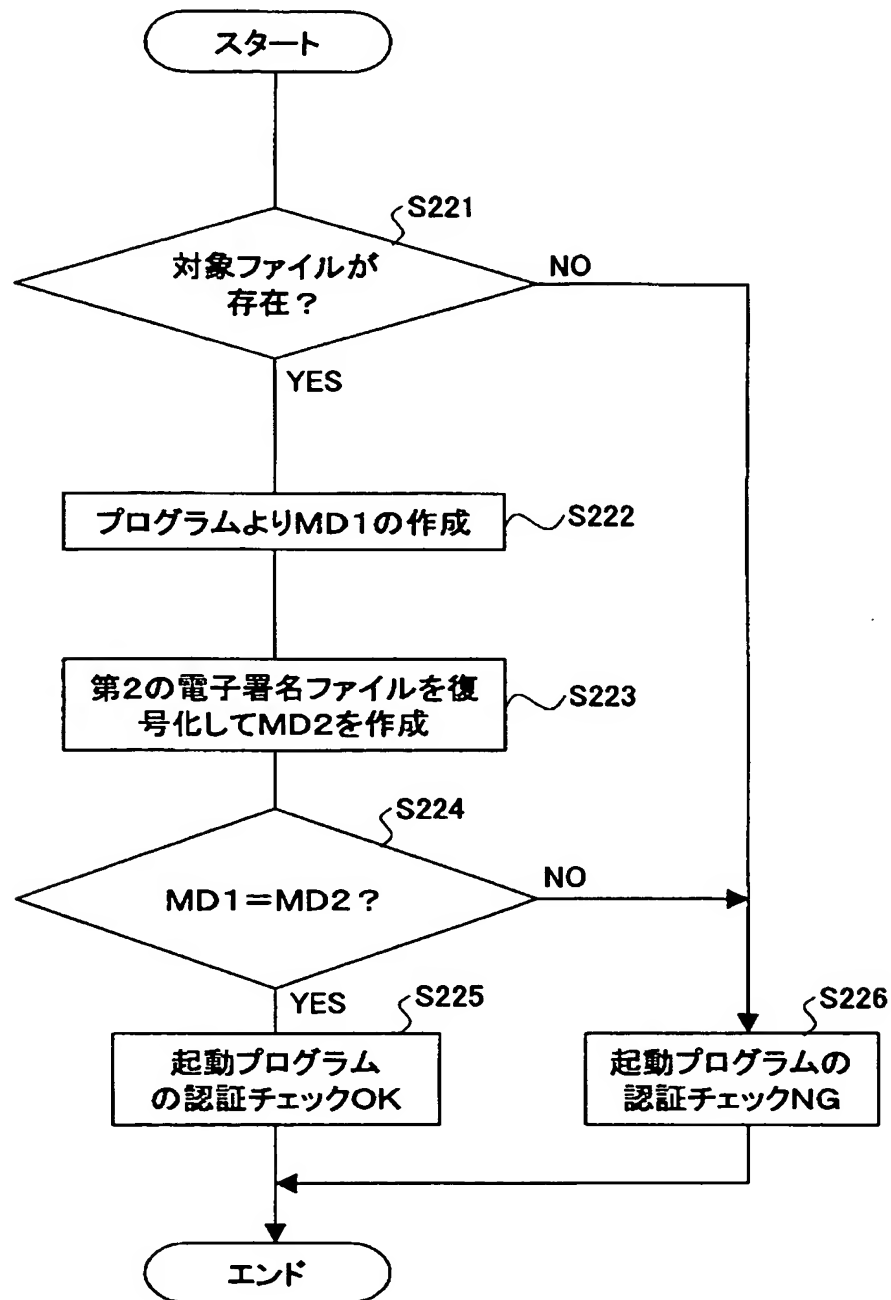 スタート
S221
対象ファイルが
存在？
NO
YES
プログラムよりMD1の作成
S222
第2の電子署名ファイルを復
号化してMD2を作成
S223
S224
MD1＝MD2？
NO
YES
S225
起動プログラム
の認証チェックOK
S226
起動プログラムの
認証チェックNG
エンド